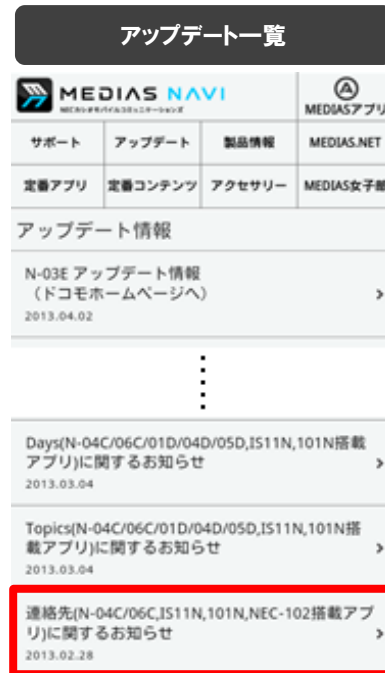 アップデート一覧
MEDIAS NAVI
MEDIASアプリ
サポート
アップデート
製品情報
MEDIAS.NET
定番アプリ
定番コンテンツ
アクセサリー
MEDIAS女子部
アップデート情報
N-03E アップデート情報
(ドコモホームページへ)
2013.04.02
Days(N-04C/06C/01D/04D/05D,IS11N,101N搭載
アプリ)に関するお知らせ
2013.03.04
Topics(N-04C/06C/01D/04D/05D,IS11N,101N搭
載アプリ)に関するお知らせ
2013.03.04
連絡先(N-04C/06C,IS11N,101N,NEC-102搭載アプ
リ)に関するお知らせ
2013.02.28